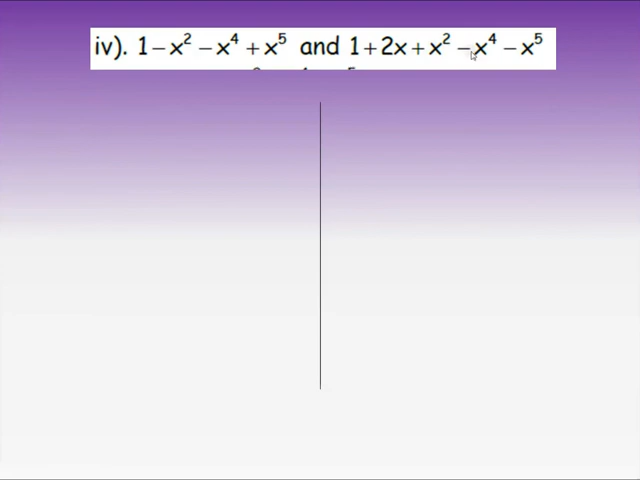 iv). 1 − x² − x⁴ + x⁵ and 1 + 2x + x² − x⁴ − x⁵